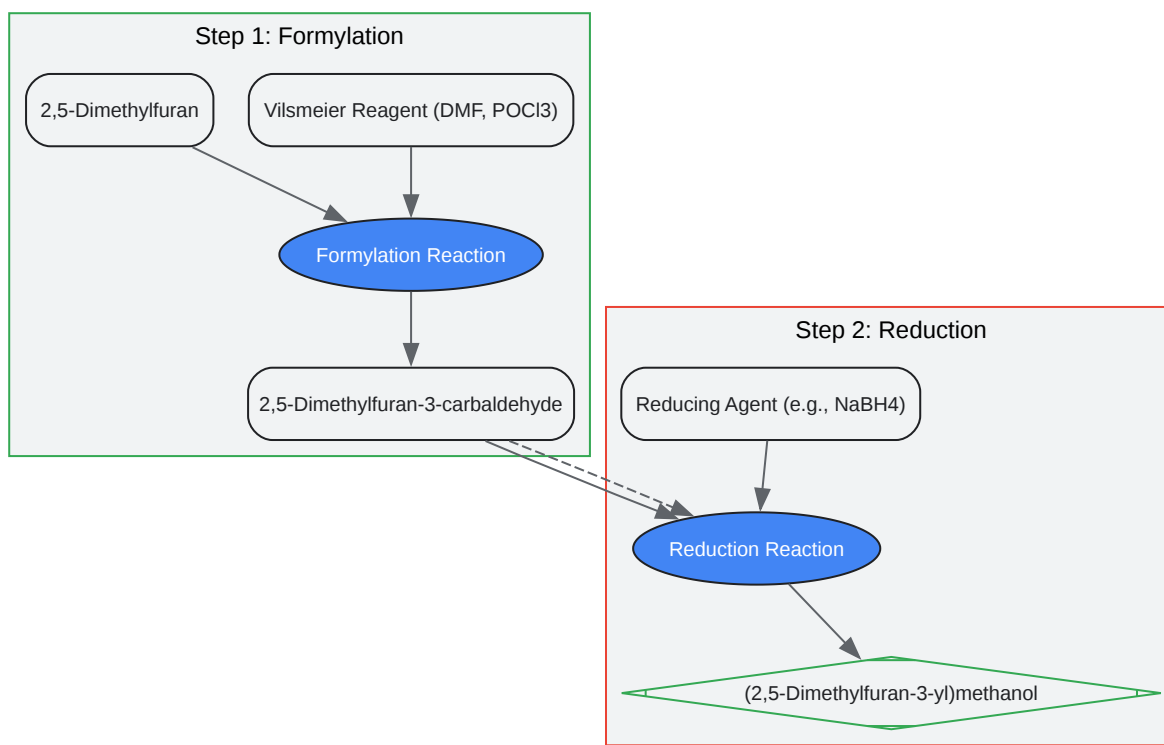 Step 1: Formylation
2,5-Dimethylfuran
Vilsmeier Reagent (DMF, POCl3)
Formylation Reaction
2,5-Dimethylfuran-3-carbaldehyde
Step 2: Reduction
Reducing Agent (e.g., NaBH4)
Reduction Reaction
(2,5-Dimethylfuran-3-yl)methanol